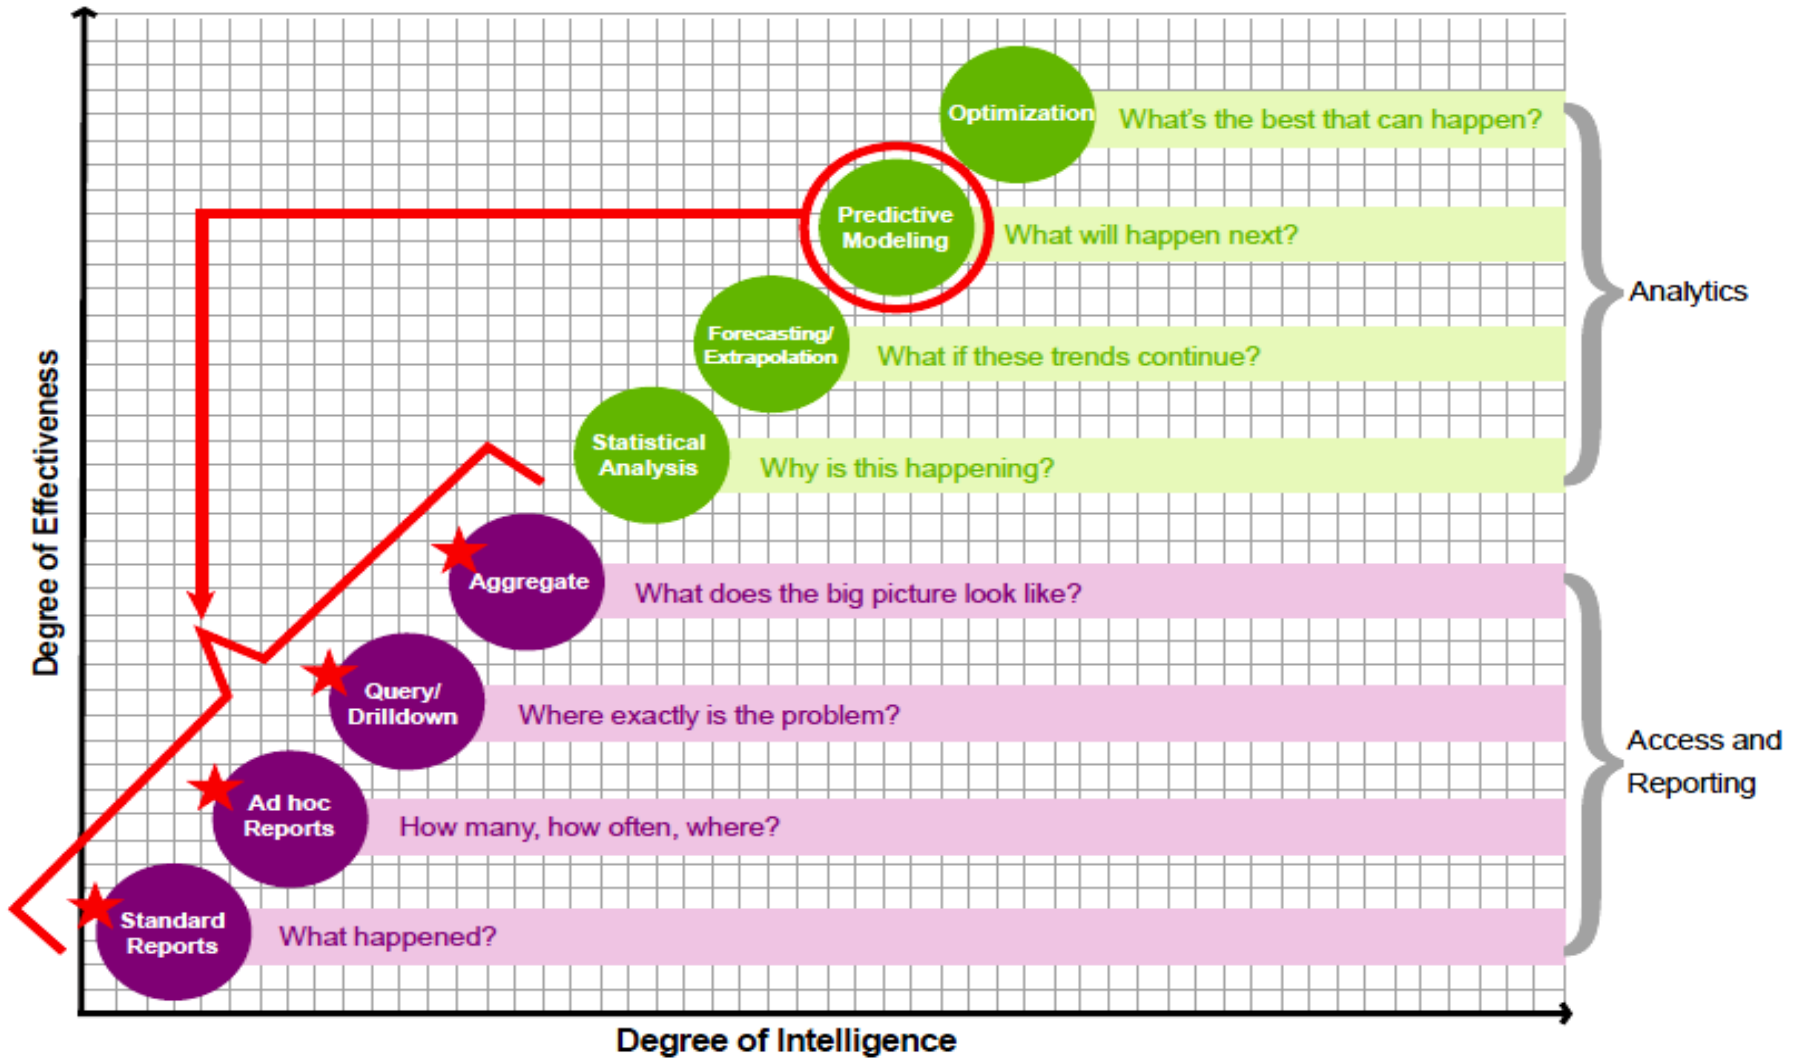 Optimization
What's the best that can happen?
Predictive
Modeling
What will happen next?
Analytics
Forecasting/
Extrapolation
What if these trends continue?
Statistical
Analysis
Why is this happening?
Degree of Effectiveness
Aggregate
What does the big picture look like?
Query/
Drilldown
Where exactly is the problem?
Access and
Reporting
Ad hoc
Reports
How many, how often, where?
Standard
Reports
What happened?
Degree of Intelligence